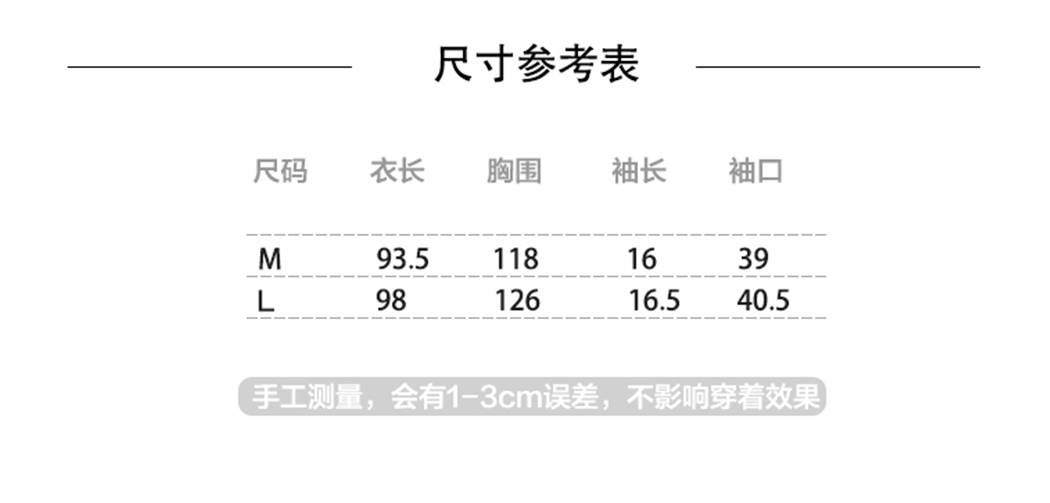 尺寸参考表
尺码 衣长 胸围 袖长 袖口
M 93.5 118 16 39
L 98 126 16.5 40.5
手工测量，会有1-3cm误差，不影响穿着效果